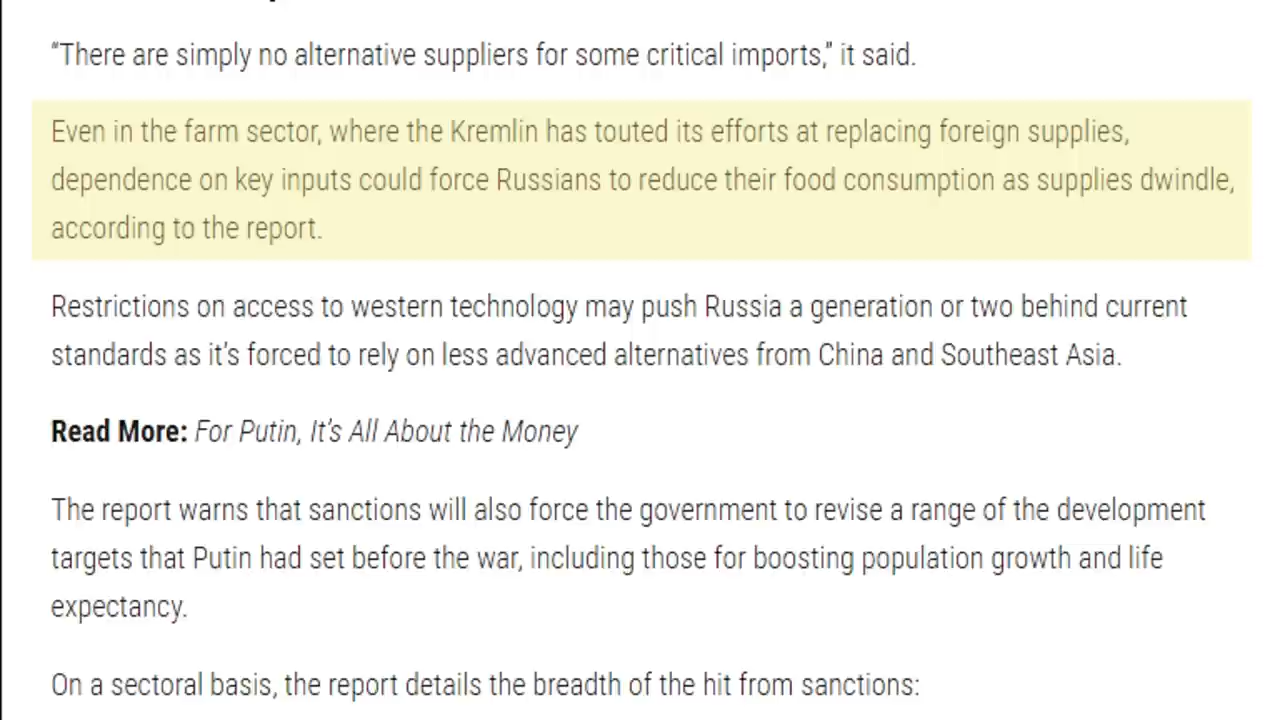 “There are simply no alternative suppliers for some critical imports,” it said.
Even in the farm sector, where the Kremlin has touted its efforts at replacing foreign supplies,
dependence on key inputs could force Russians to reduce their food consumption as supplies dwindle,
according to the report.
Restrictions on access to western technology may push Russia a generation or two behind current
standards as it’s forced to rely on less advanced alternatives from China and Southeast Asia.
Read More: For Putin, It’s All About the Money
The report warns that sanctions will also force the government to revise a range of the development
targets that Putin had set before the war, including those for boosting population growth and life
expectancy.
On a sectoral basis, the report details the breadth of the hit from sanctions: